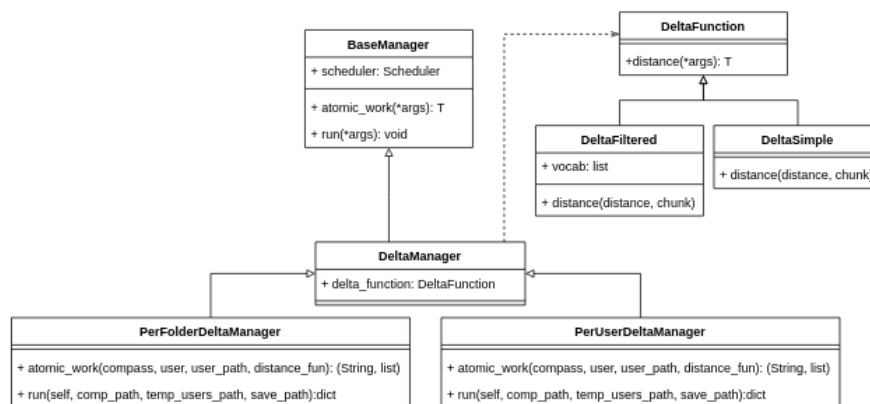 DeltaFunction
+distance(*args): T
BaseManager
+ scheduler: Scheduler
+ atomic_work(*args): T
+ run(*args): void
DeltaFiltered
+ vocab: list
+ distance(distance, chunk)
DeltaSimple
+ distance(distance, chunk)
DeltaManager
+ delta_function: DeltaFunction
PerFolderDeltaManager
+ atomic_work(compass, user, user_path, distance_fun): (String, list)
+ run(self, comp_path, temp_users_path, save_path):dict
PerUserDeltaManager
+ atomic_work(compass, user, user_path, distance_fun): (String, list)
+ run(self, comp_path, temp_users_path, save_path):dict